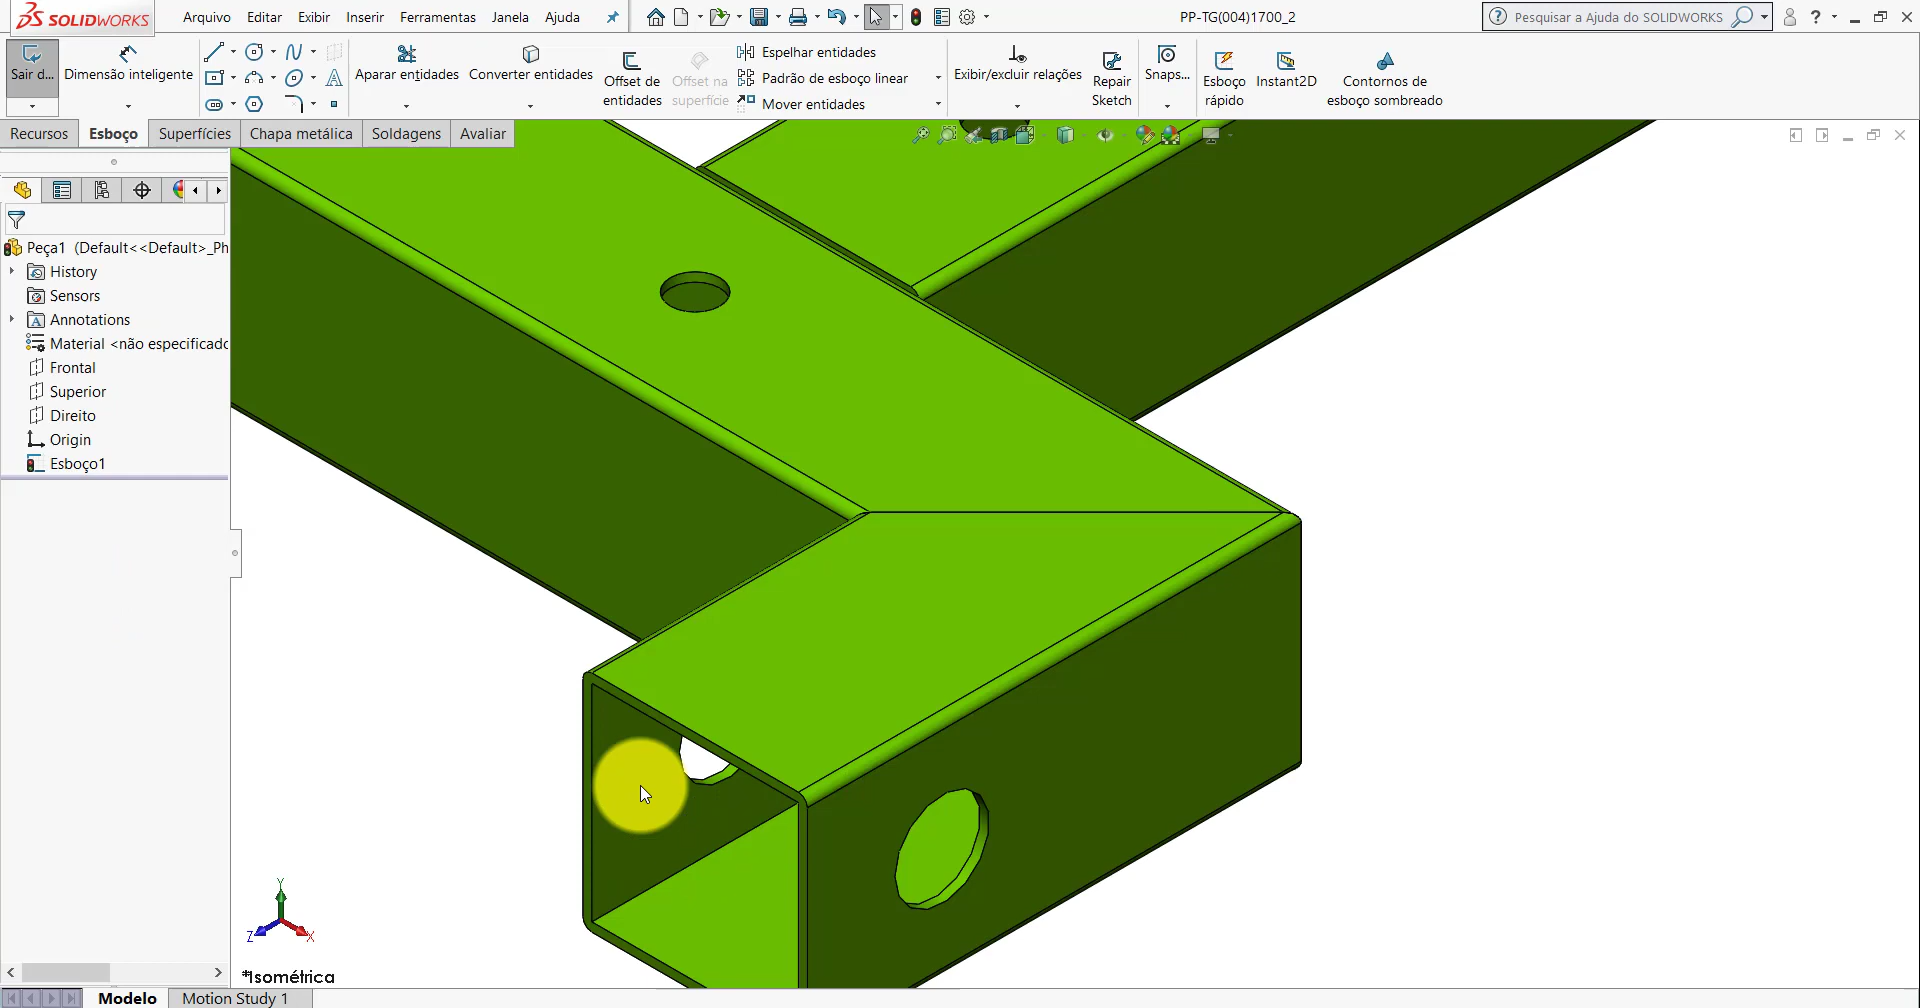 SOLIDWORKS Arquivo Editar Exibir Inserir Ferramentas Janela Ajuda PP-TG(004)1700_2 Pesquisar a Ajuda do SOLIDWORKS
Sair d... Dimensão inteligente Aparar entidades Converter entidades Offset de entidades Offset na superfície Espelhar entidades
Padrão de esboço linear
Mover entidades
Exibir/excluir relações Repair Sketch Snaps... Esboço rápido Instant2D Contornos de esboço sombreado
Recursos Esboço Superfícies Chapa metálica Soldagens Avaliar
Peça1 (Default<<Default>_Ph
History
Sensors
Annotations
Material <não especificado
Frontal
Superior
Direito
Origin
Esboço1
Y
Z X
*Isométrica
Modelo Motion Study 1